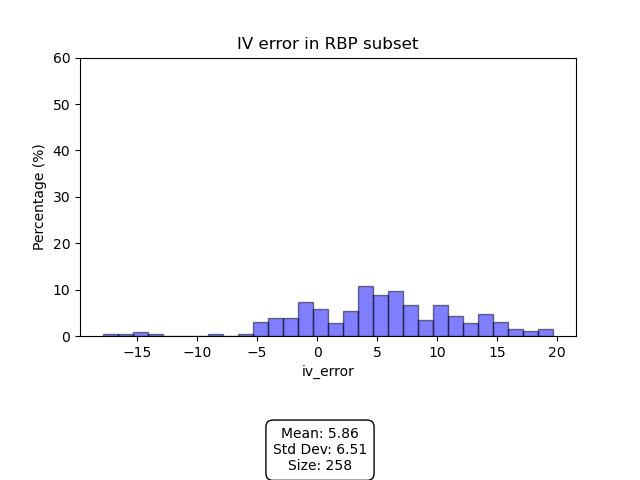 IV error in RBP subset
60
50
40
30
20
10
0
Percentage (%)
−15 −10 −5 0 5 10 15 20
iv_error
Mean: 5.86
Std Dev: 6.51
Size: 258